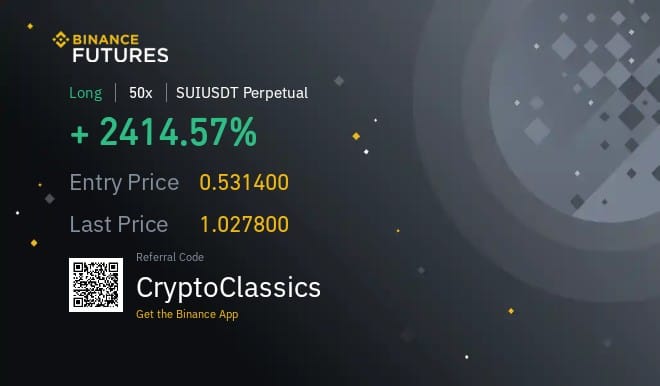 BINANCE
FUTURES
Long | 50x | SUIUSDT Perpetual
+ 2414.57%
Entry Price 0.531400
Last Price 1.027800
Referral Code
CryptoClassics
Get the Binance App